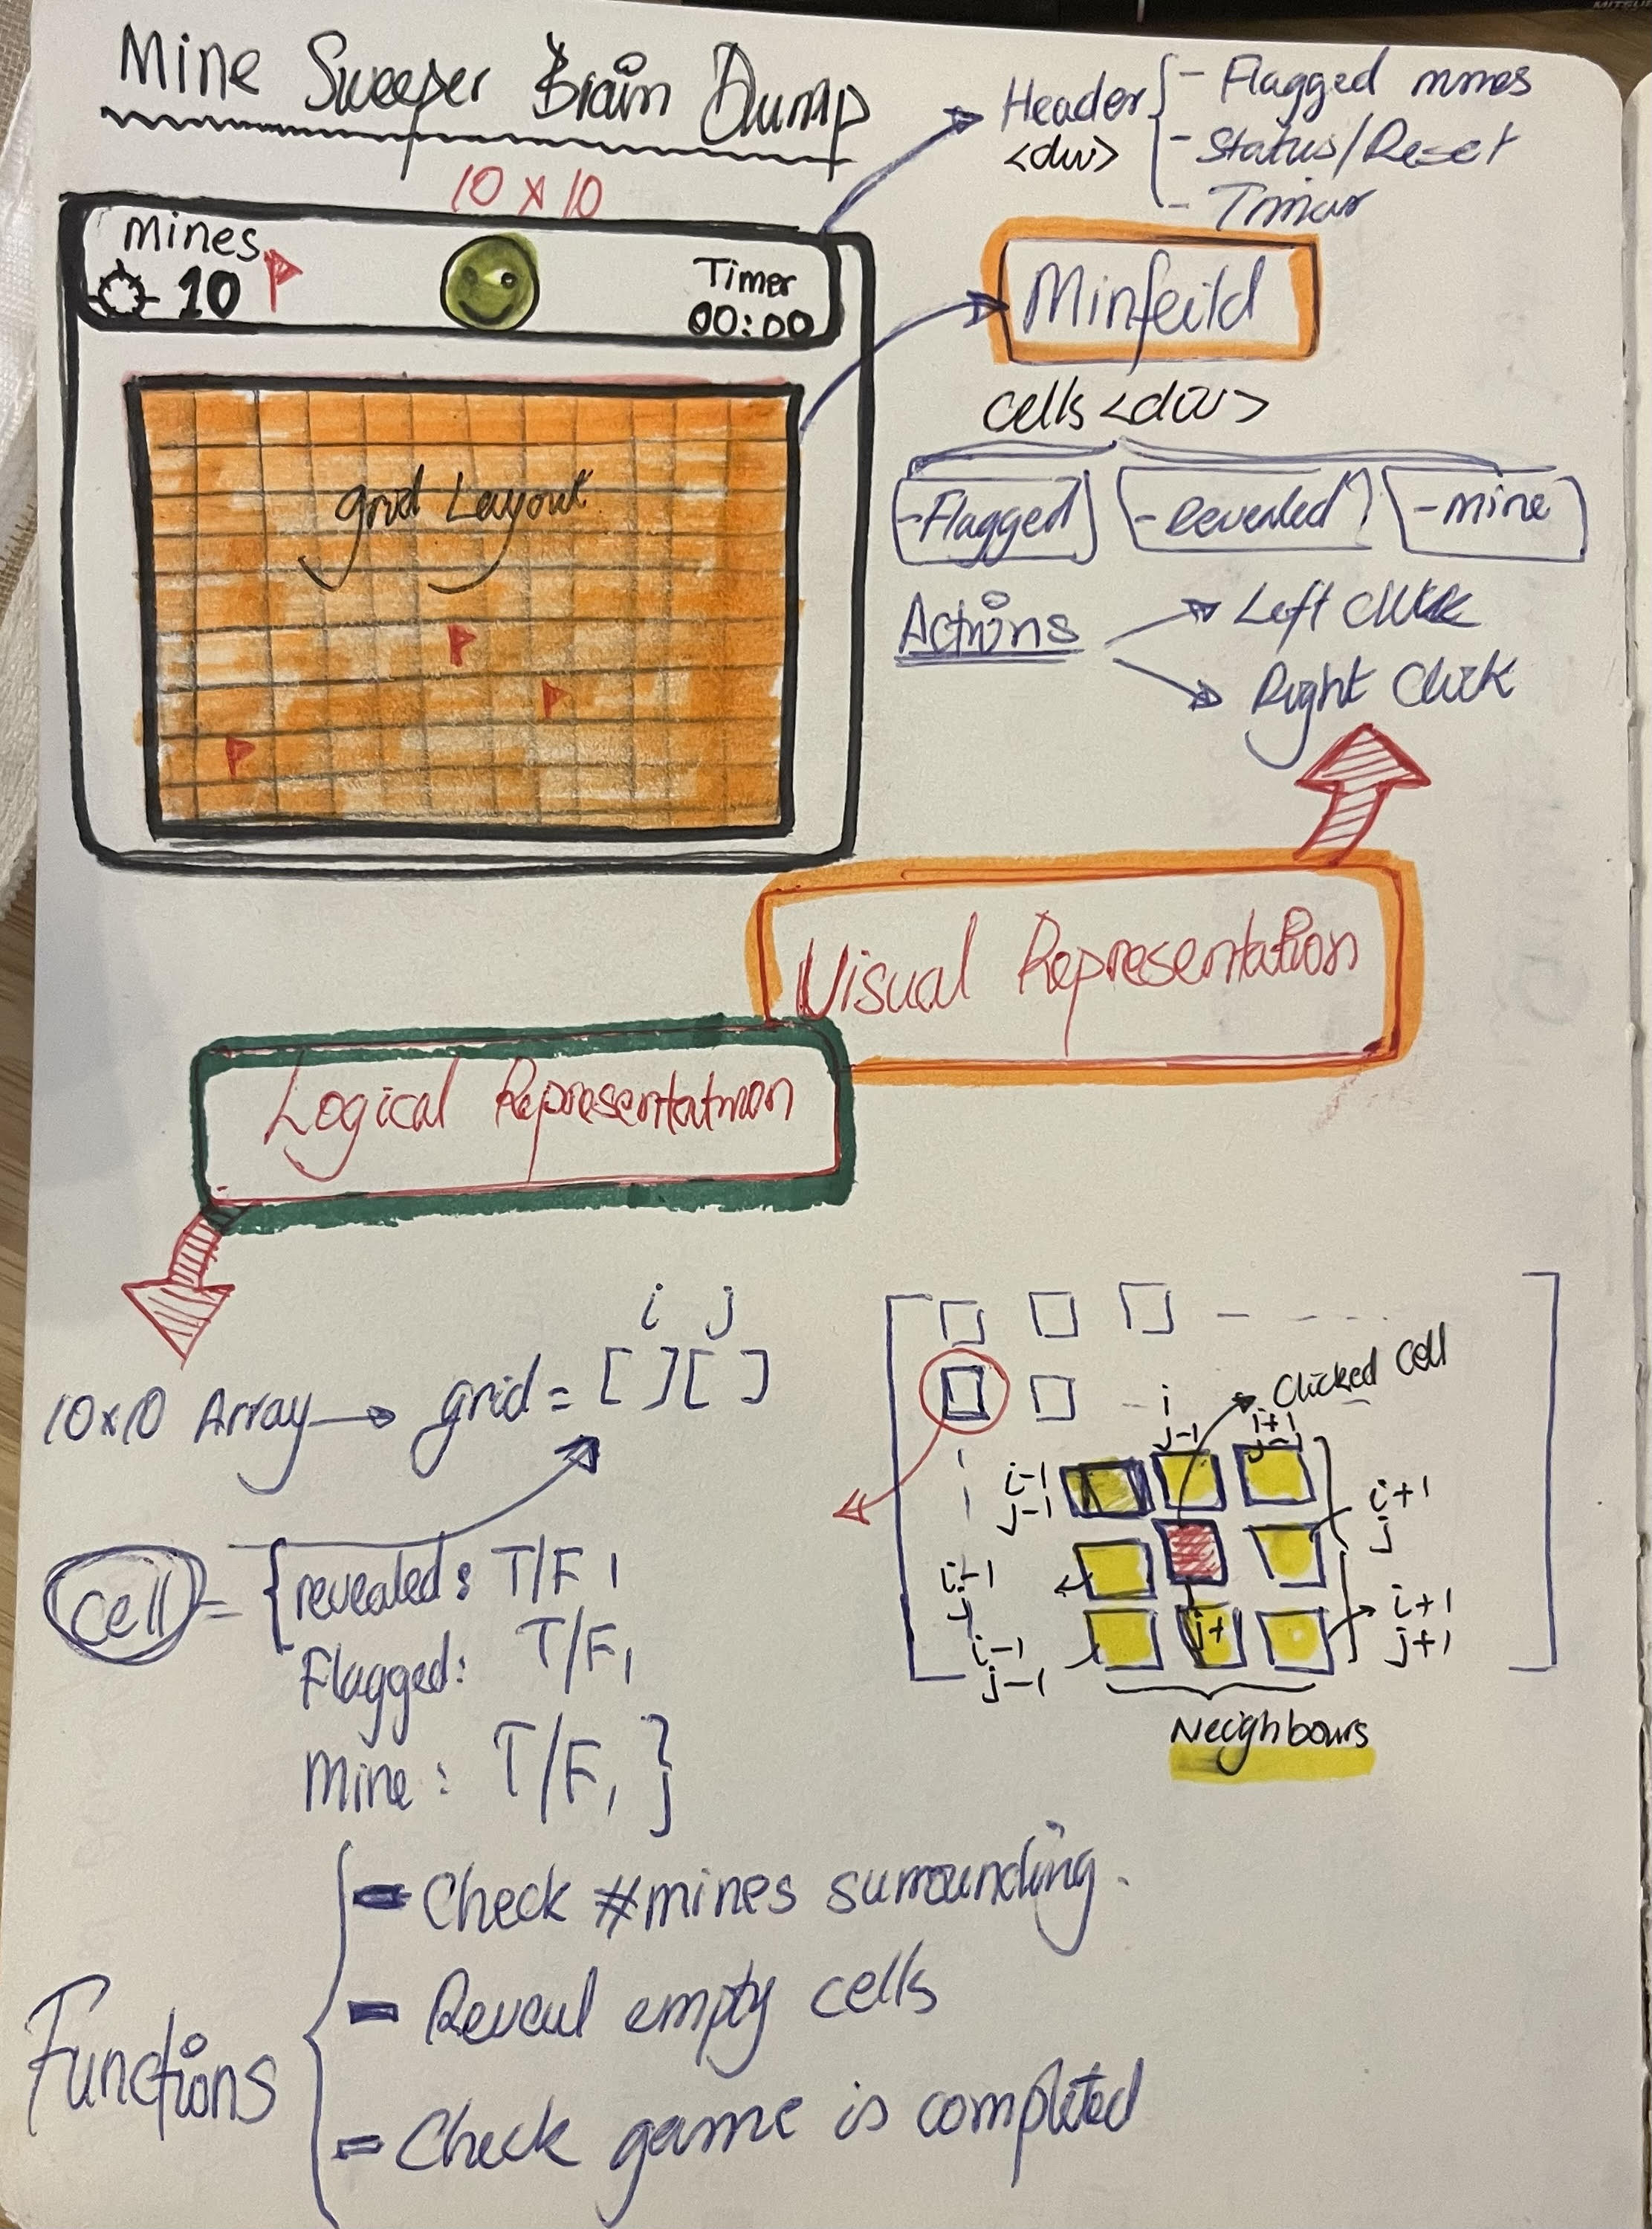 Mine Sweeper Brain Dump
10 x 10
Mines
10
Timer
00:00
grid Layout
Header
<div>
- Flagged mines
- Status/Reset
- Timer
Minfeild
cells <div>
- Flagged
- Revealed
- mine
Actions
Left Click
Right Click
Visual Representation
Logical Representation
i j
10x10 Array → grid = [ ][ ]
cell = { revealed: T/F,
Flagged: T/F,
Mine: T/F, }
Clicked Cell
i
j-1
i+1
j-1
i-1
j-1
i+1
j
i-1
j
j+
i+1
j+1
i-1
j-1
Neighbours
Functions
- Check #mines surrounding.
- Reveal empty cells
- Check game is completed